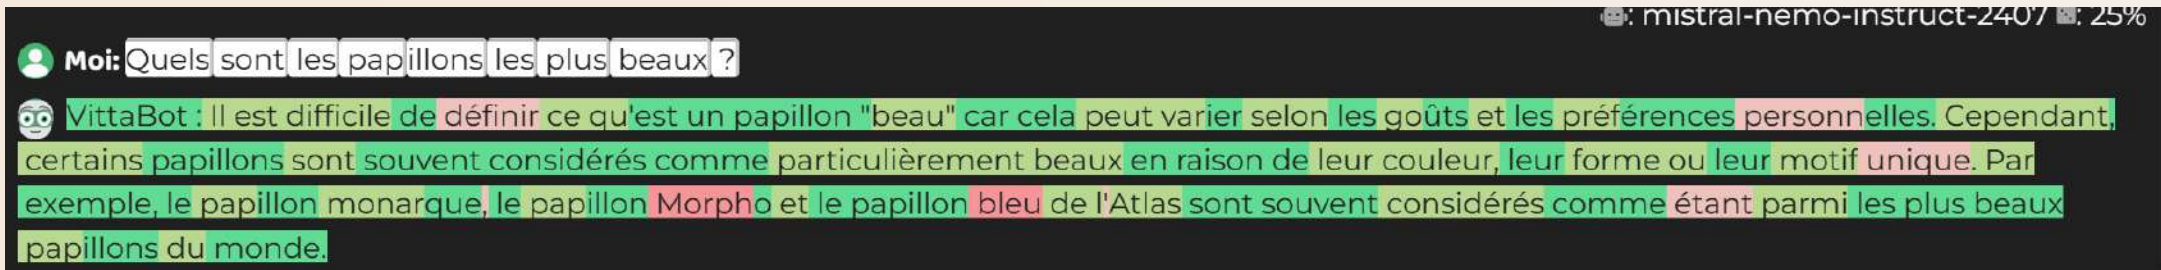 : mistral-nemo-instruct-2407 : 25%
Moi: Quels sont les papillons les plus beaux ?
VittaBot : Il est difficile de définir ce qu'est un papillon "beau" car cela peut varier selon les goûts et les préférences personnelles. Cependant,
certains papillons sont souvent considérés comme particulièrement beaux en raison de leur couleur, leur forme ou leur motif unique. Par
exemple, le papillon monarque, le papillon Morpho et le papillon bleu de l'Atlas sont souvent considérés comme étant parmi les plus beaux
papillons du monde.